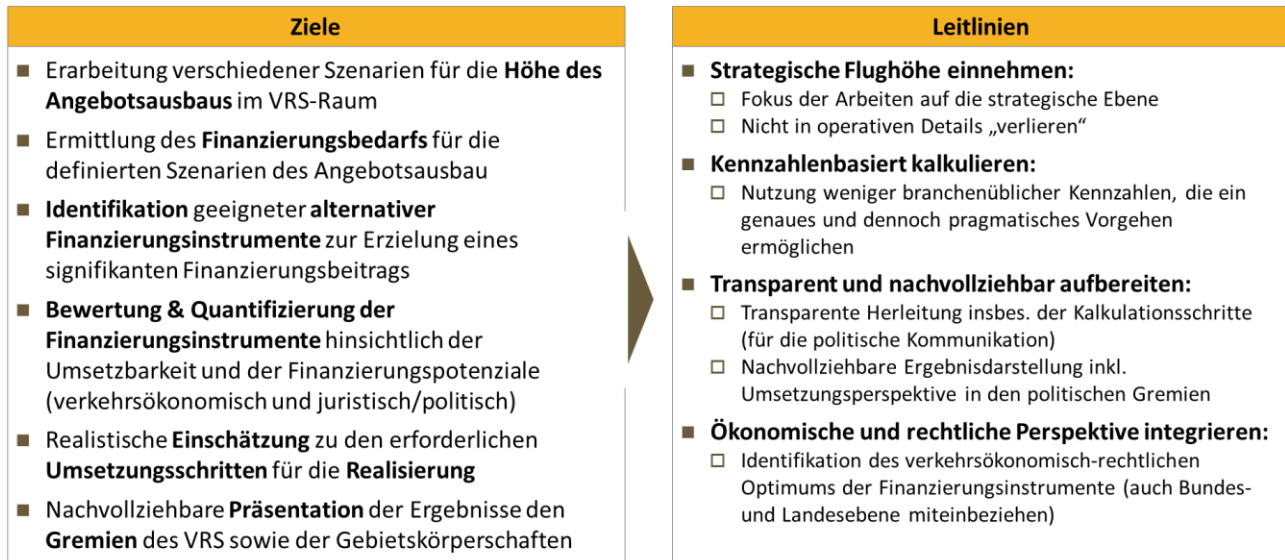 Ziele
■ Erarbeitung verschiedener Szenarien für die Höhe des
Angebotsausbaus im VRS-Raum
■ Ermittlung des Finanzierungsbedarfs für die
definierten Szenarien des Angebotsausbau
■ Identifikation geeigneter alternativer
Finanzierungsinstrumente zur Erzielung eines
signifikanten Finanzierungsbeitrags
■ Bewertung & Quantifizierung der
Finanzierungsinstrumente hinsichtlich der
Umsetzbarkeit und der Finanzierungspotenziale
(verkehrsökonomisch und juristisch/politisch)
■ Realistische Einschätzung zu den erforderlichen
Umsetzungsschritten für die Realisierung
■ Nachvollziehbare Präsentation der Ergebnisse den
Gremien des VRS sowie der Gebietskörperschaften
Leitlinien
■ Strategische Flughöhe einnehmen:
□ Fokus der Arbeiten auf die strategische Ebene
□ Nicht in operativen Details „verlieren“
■ Kennzahlenbasiert kalkulieren:
□ Nutzung weniger branchenüblicher Kennzahlen, die ein
genaues und dennoch pragmatisches Vorgehen
ermöglichen
■ Transparent und nachvollziehbar aufbereiten:
□ Transparente Herleitung insbes. der Kalkulationsschritte
(für die politische Kommunikation)
□ Nachvollziehbare Ergebnisdarstellung inkl.
Umsetzungsperspektive in den politischen Gremien
■ Ökonomische und rechtliche Perspektive integrieren:
□ Identifikation des verkehrsökonomisch-rechtlichen
Optimums der Finanzierungsinstrumente (auch Bundes-
und Landesebene miteinbeziehen)